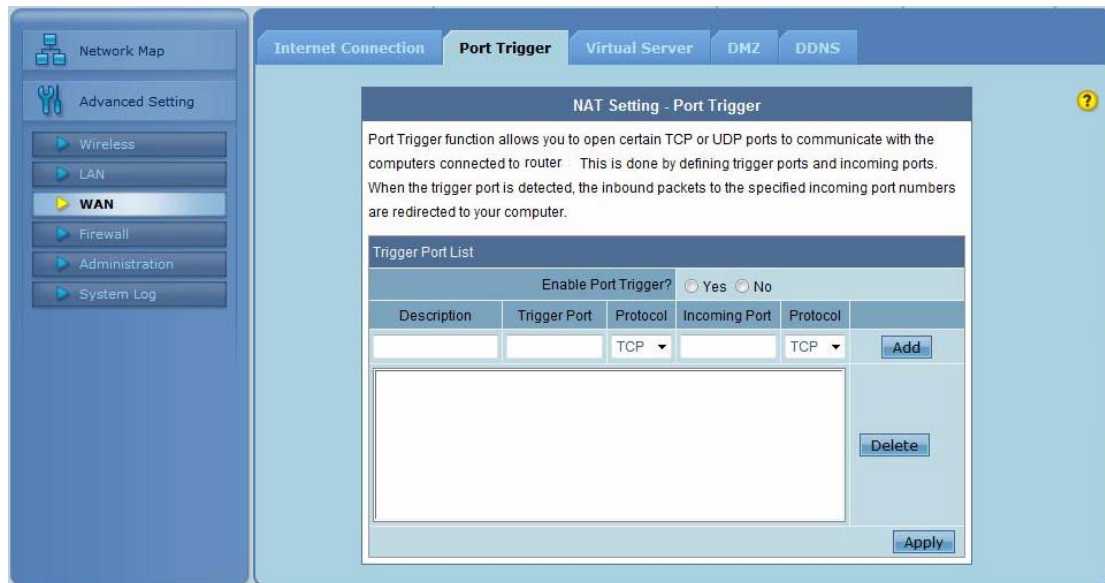 Network Map
Advanced Setting
Wireless
LAN
WAN
Firewall
Administration
System Log
Internet Connection Port Trigger Virtual Server DMZ DDNS
?
NAT Setting - Port Trigger
Port Trigger function allows you to open certain TCP or UDP ports to communicate with the
computers connected to router This is done by defining trigger ports and incoming ports.
When the trigger port is detected, the inbound packets to the specified incoming port numbers
are redirected to your computer.
Trigger Port List
Enable Port Trigger? Yes No
Description Trigger Port Protocol Incoming Port Protocol
TCP TCP Add
Delete
Apply